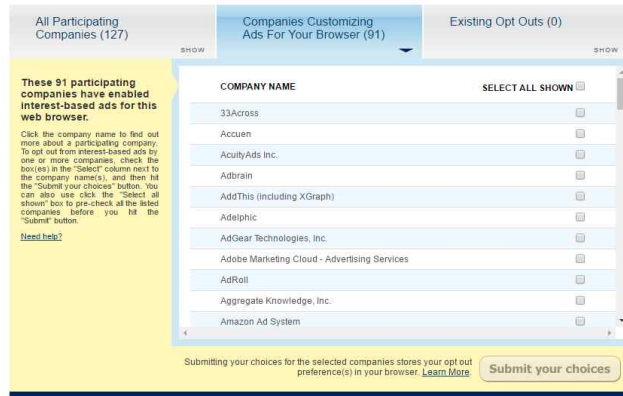 All Participating
Companies (127)
SHOW
Companies Customizing
Ads For Your Browser (91)
Existing Opt Outs (0)
SHOW
These 91 participating
companies have enabled
interest-based ads for this
web browser.
Click the company name to find out
more about a participating company.
To opt out from interest-based ads by
one or more companies, check the
box(es) in the "Select" column next to
the company name(s), and then hit
the "Submit your choices" button. You
can also use click the "Select all
shown" box to pre-check all the listed
companies before you hit the
"Submit" button.
Need help?
COMPANY NAME SELECT ALL SHOWN
33Across
Accuen
AcuityAds Inc.
Adbrain
AddThis (including XGraph)
Adelphic
AdGear Technologies, Inc.
Adobe Marketing Cloud - Advertising Services
AdRoll
Aggregate Knowledge, Inc.
Amazon Ad System
Submitting your choices for the selected companies stores your opt out
preference(s) in your browser. Learn More.
Submit your choices